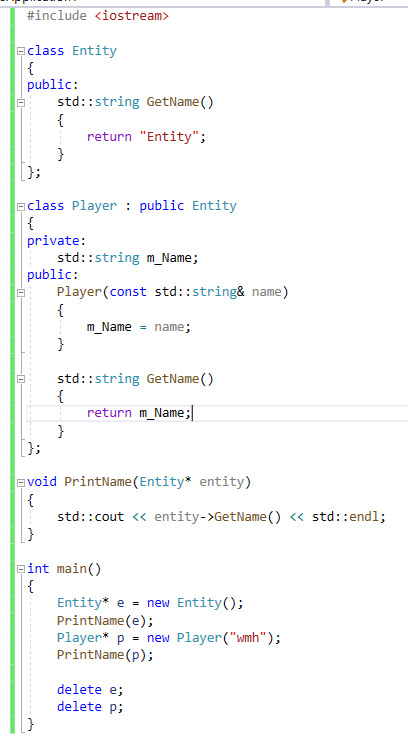 #include <iostream>
class Entity
{
public:
    std::string GetName()
    {
        return "Entity";
    }
};
class Player : public Entity
{
private:
    std::string m_Name;
public:
    Player(const std::string& name)
    {
        m_Name = name;
    }
    std::string GetName()
    {
        return m_Name;
    }
};
void PrintName(Entity* entity)
{
    std::cout << entity->GetName() << std::endl;
}
int main()
{
    Entity* e = new Entity();
    PrintName(e);
    Player* p = new Player("wmh");
    PrintName(p);
    delete e;
    delete p;
}